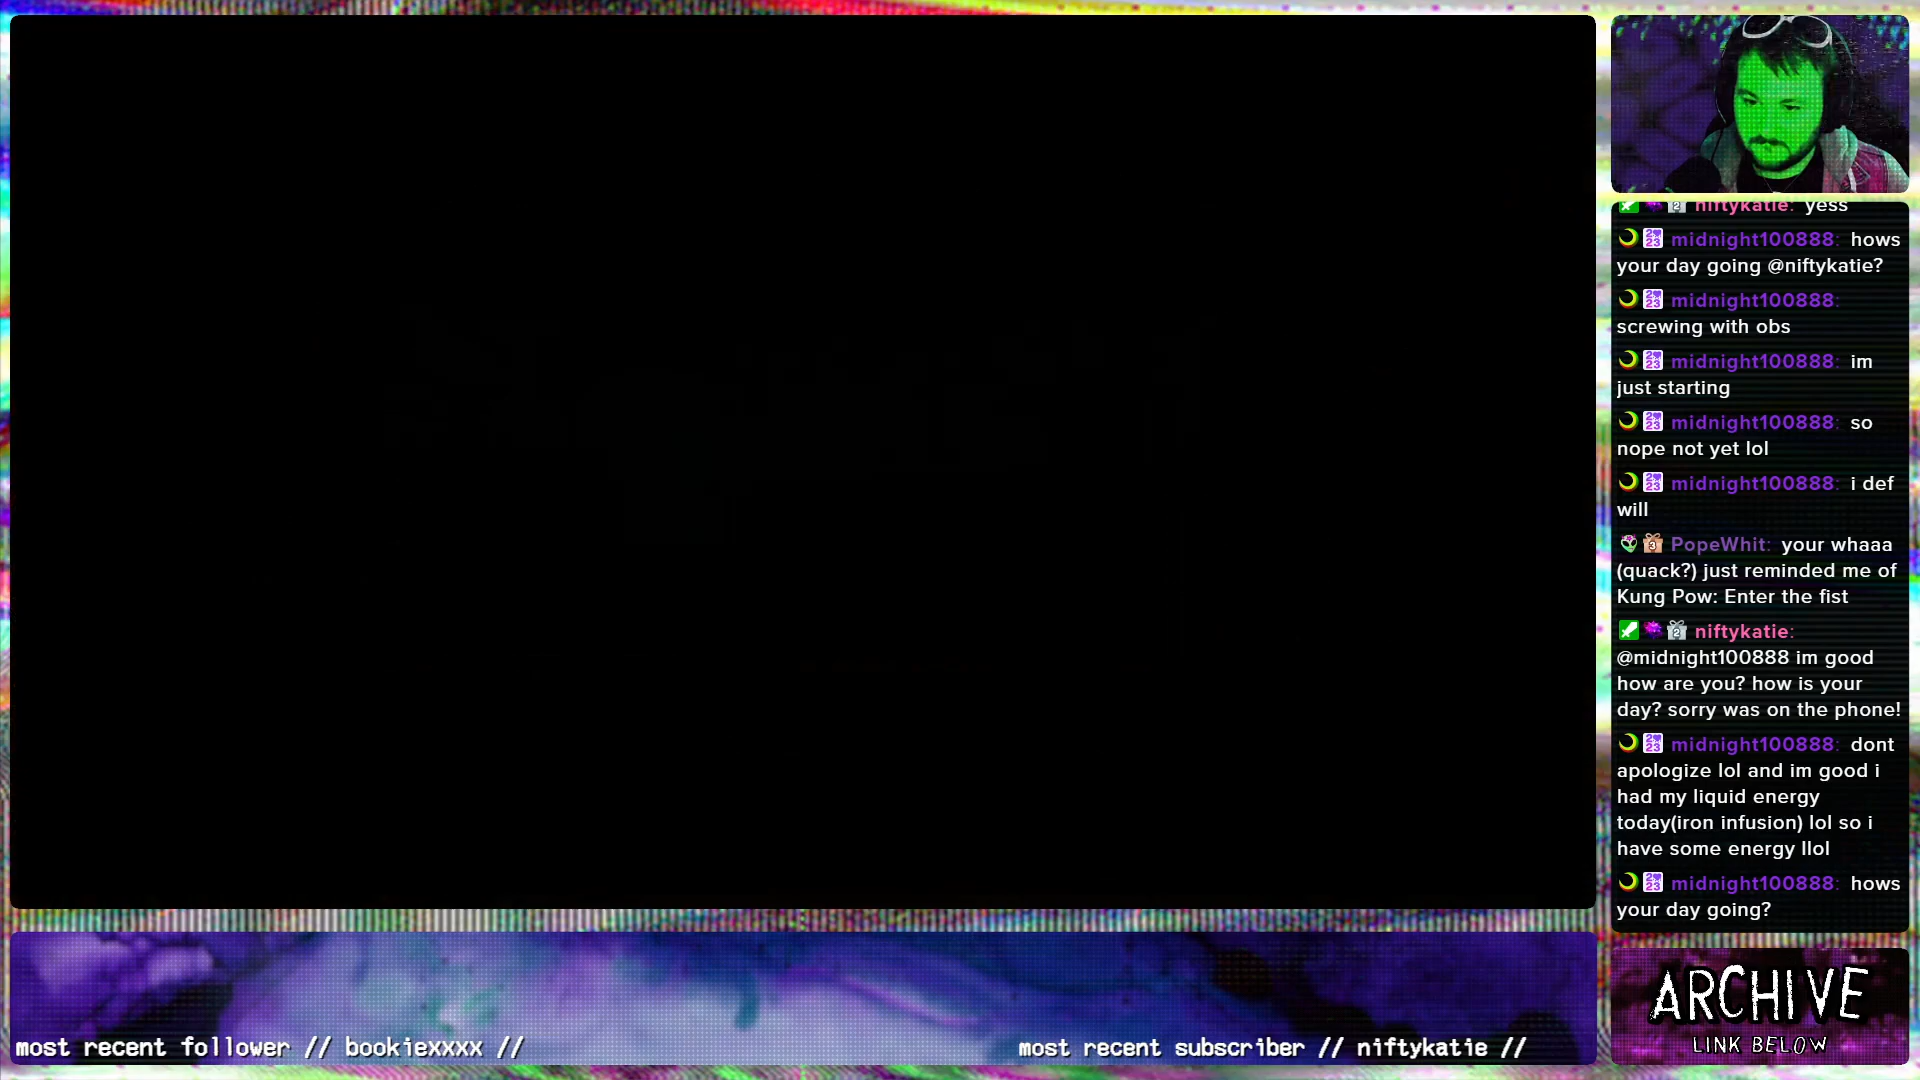 niftykatie: yess
midnight100888: hows
your day going @niftykatie?
midnight100888:
screwing with obs
midnight100888: im
just starting
midnight100888: so
nope not yet lol
midnight100888: i def
will
PopeWhit: your whaaa
(quack?) just reminded me of
Kung Pow: Enter the fist
niftykatie:
@midnight100888 im good
how are you? how is your
day? sorry was on the phone!
midnight100888: dont
apologize lol and im good i
had my liquid energy
today(iron infusion) lol so i
have some energy llol
midnight100888: hows
your day going?
most recent follower // bookiexxxx //
most recent subscriber // niftykatie //
ARCHIVE
LINK BELOW